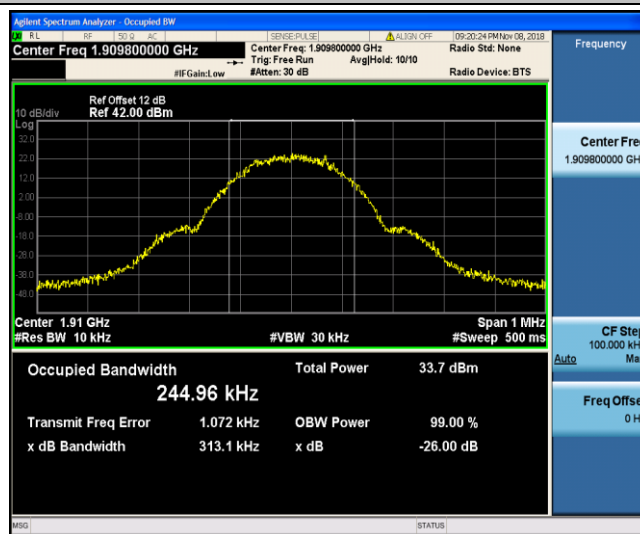 Agilent Spectrum Analyzer - Occupied BW
RL RF 50 Ω AC SENSE:PULSE ALIGN OFF 09:20:24 PM Nov 08, 2018
Center Freq 1.909800000 GHz Center Freq: 1.909800000 GHz Radio Std: None
Trig: Free Run Avg|Hold: 10/10
#IFGain:Low #Atten: 30 dB Radio Device: BTS
Ref Offset 12 dB
10 dB/div Ref 42.00 dBm
Log
32.0
22.0
12.0
2.00
-8.00
-18.0
-28.0
-38.0
-48.0
Center 1.91 GHz Span 1 MHz
#Res BW 10 kHz #VBW 30 kHz #Sweep 500 ms
Occupied Bandwidth Total Power 33.7 dBm
244.96 kHz
Transmit Freq Error 1.072 kHz OBW Power 99.00 %
x dB Bandwidth 313.1 kHz x dB -26.00 dB
MSG STATUS
Frequency
Center Fre
1.909800000 GH
CF Step
100.000 kH
Auto Ma
Freq Offse
0 H